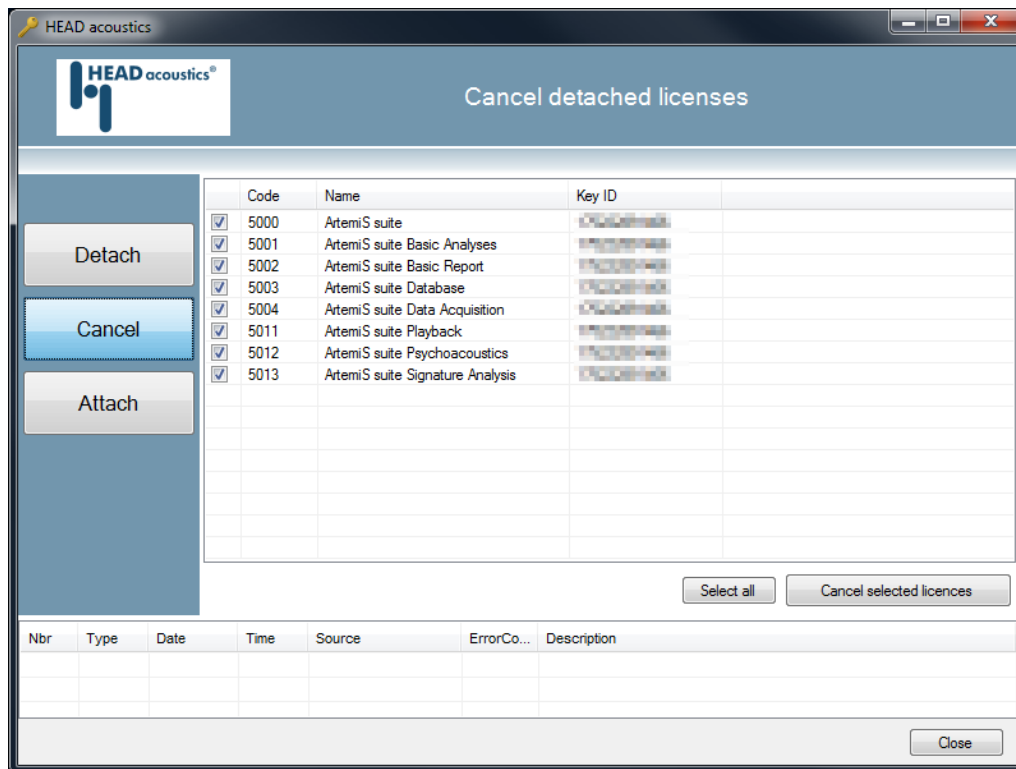 HEAD acoustics
HEAD acoustics®
Cancel detached licenses
Detach
Cancel
Attach
Code Name Key ID
5000 ArtemiS suite
5001 ArtemiS suite Basic Analyses
5002 ArtemiS suite Basic Report
5003 ArtemiS suite Database
5004 ArtemiS suite Data Acquisition
5011 ArtemiS suite Playback
5012 ArtemiS suite Psychoacoustics
5013 ArtemiS suite Signature Analysis
Select all Cancel selected licences
Nbr Type Date Time Source ErrorCo... Description
Close